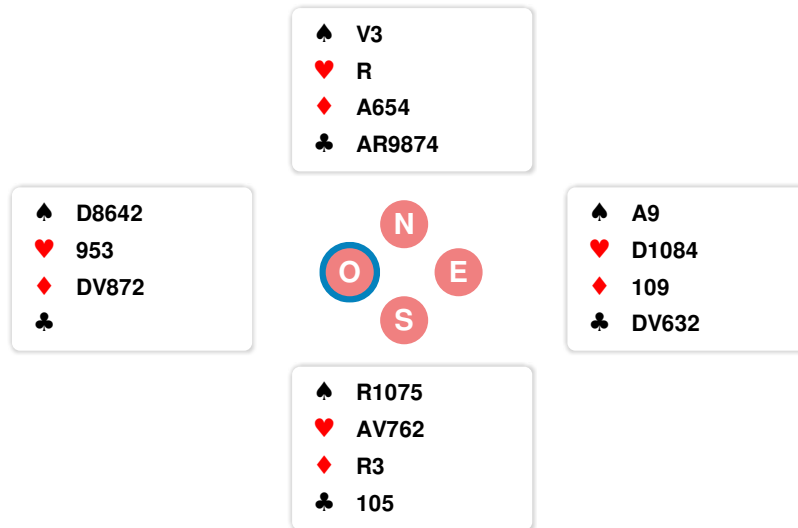 ♠ V3
♥ R
♦ A654
♣ AR9874
♠ D8642
♥ 953
♦ DV872
♣
N
O
E
S
♠ A9
♥ D1084
♦ 109
♣ DV632
♠ R1075
♥ AV762
♦ R3
♣ 105